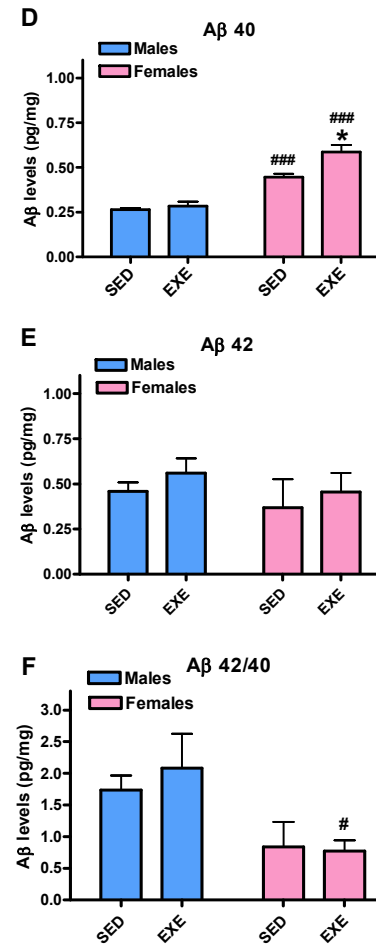 D
Aβ 40
Males
Females
Aβ levels (pg/mg)
1.00
0.75
0.50
0.25
0.00
###
###
*
SED
EXE
SED
EXE
E
Aβ 42
Males
Females
Aβ levels (pg/mg)
1.00
0.75
0.50
0.25
0.00
SED
EXE
SED
EXE
F
Aβ 42/40
Males
Females
Aβ levels (pg/mg)
3.0
2.5
2.0
1.5
1.0
0.5
0.0
#
SED
EXE
SED
EXE